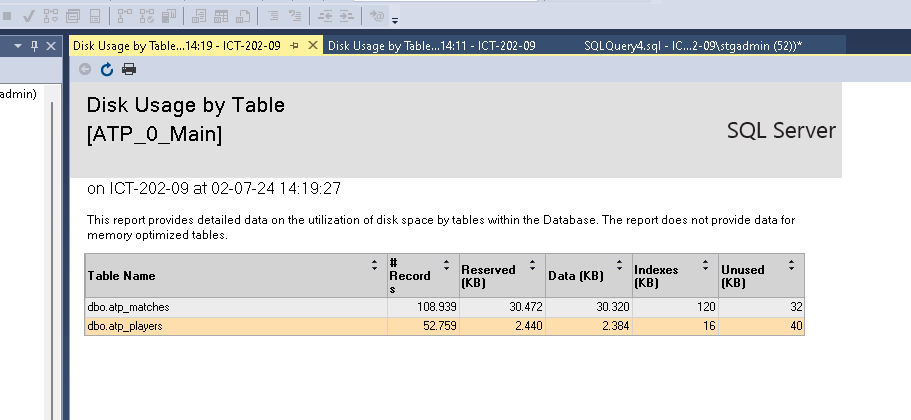 Disk Usage by Table...14:19 - ICT-202-09
Disk Usage by Table...14:11 - ICT-202-09
SQLQuery4.sql - IC...2-09\stgadmin (52))*
admin)
Disk Usage by Table
[ATP_0_Main]
SQL Server
on ICT-202-09 at 02-07-24 14:19:27
This report provides detailed data on the utilization of disk space by tables within the Database. The report does not provide data for
memory optimized tables.
Table Name # Record s Reserved (KB) Data (KB) Indexes (KB) Unused (KB)
dbo.atp_matches 108.939 30.472 30.320 120 32
dbo.atp_players 52.759 2.440 2.384 16 40